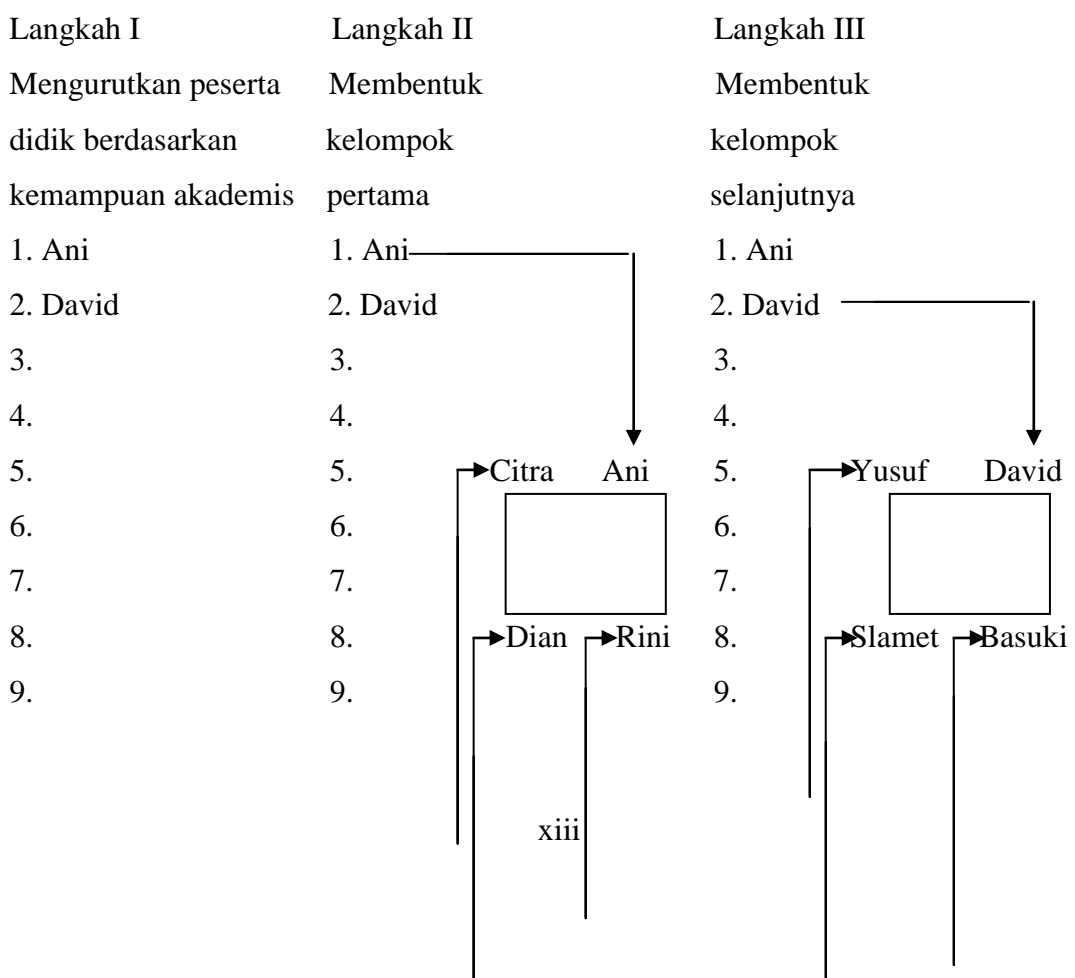 Langkah I Langkah II Langkah III
Mengurutkan peserta Membentuk Membentuk
didik berdasarkan kelompok kelompok
kemampuan akademis pertama selanjutnya
1. Ani 1. Ani 1. Ani
2. David 2. David 2. David
3. 3. 3.
4. 4. 4.
5. 5. Citra Ani 5. Yusuf David
6. 6. 6.
7. 7. 7.
8. 8. Dian Rini 8. Slamet Basuki
9. 9. 9.
xiii